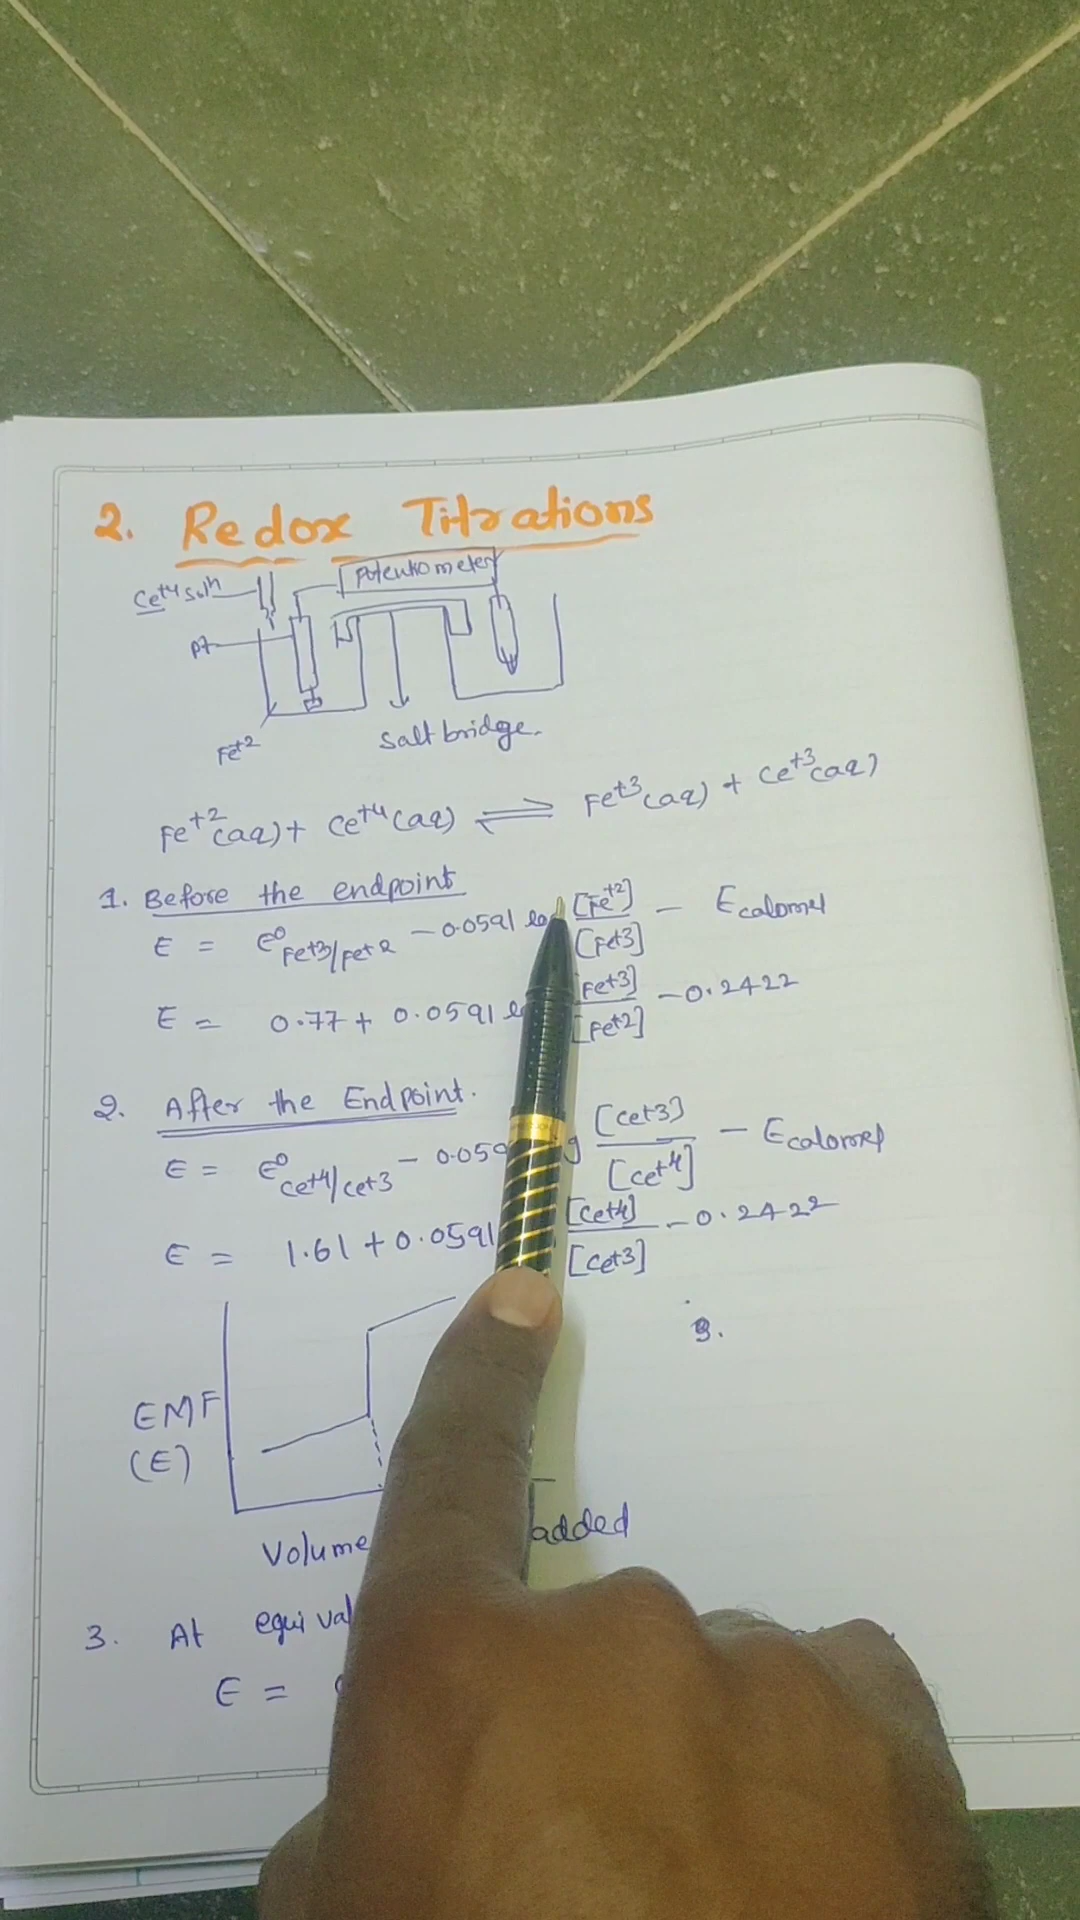 2. Redox Titrations
Potentiometer
Ce+4 Soln
pt
Fe+2
Salt bridge.
Fe+2(aq) + Ce+4(aq) ⇌ Fe+3(aq) + Ce+3(aq)
1. Before the endpoint
E = E⁰Fe+3/Fe+2 - 0.0591 [Fe+2]/[Fe+3] - Ecalomel
E = 0.77 + 0.0591 [Fe+3]/[Fe+2] - 0.2422
2. After the Endpoint.
E = E⁰Ce+4/Ce+3 - [Ce+3]/[Ce+4] - Ecalomel
E = 1.61 + 0.0591 [Ce+4]/[Ce+3] - 0.2422
3.
EMF
(E)
Volume added
3. At
E =